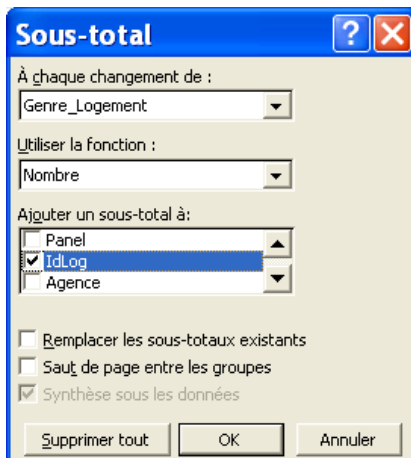 Sous-total
À chaque changement de :
Genre_Logement
Utiliser la fonction :
Nombre
Ajouter un sous-total à:
Panel
IdLog
Agence
Remplacer les sous-totaux existants
Saut de page entre les groupes
Synthèse sous les données
Supprimer tout OK Annuler